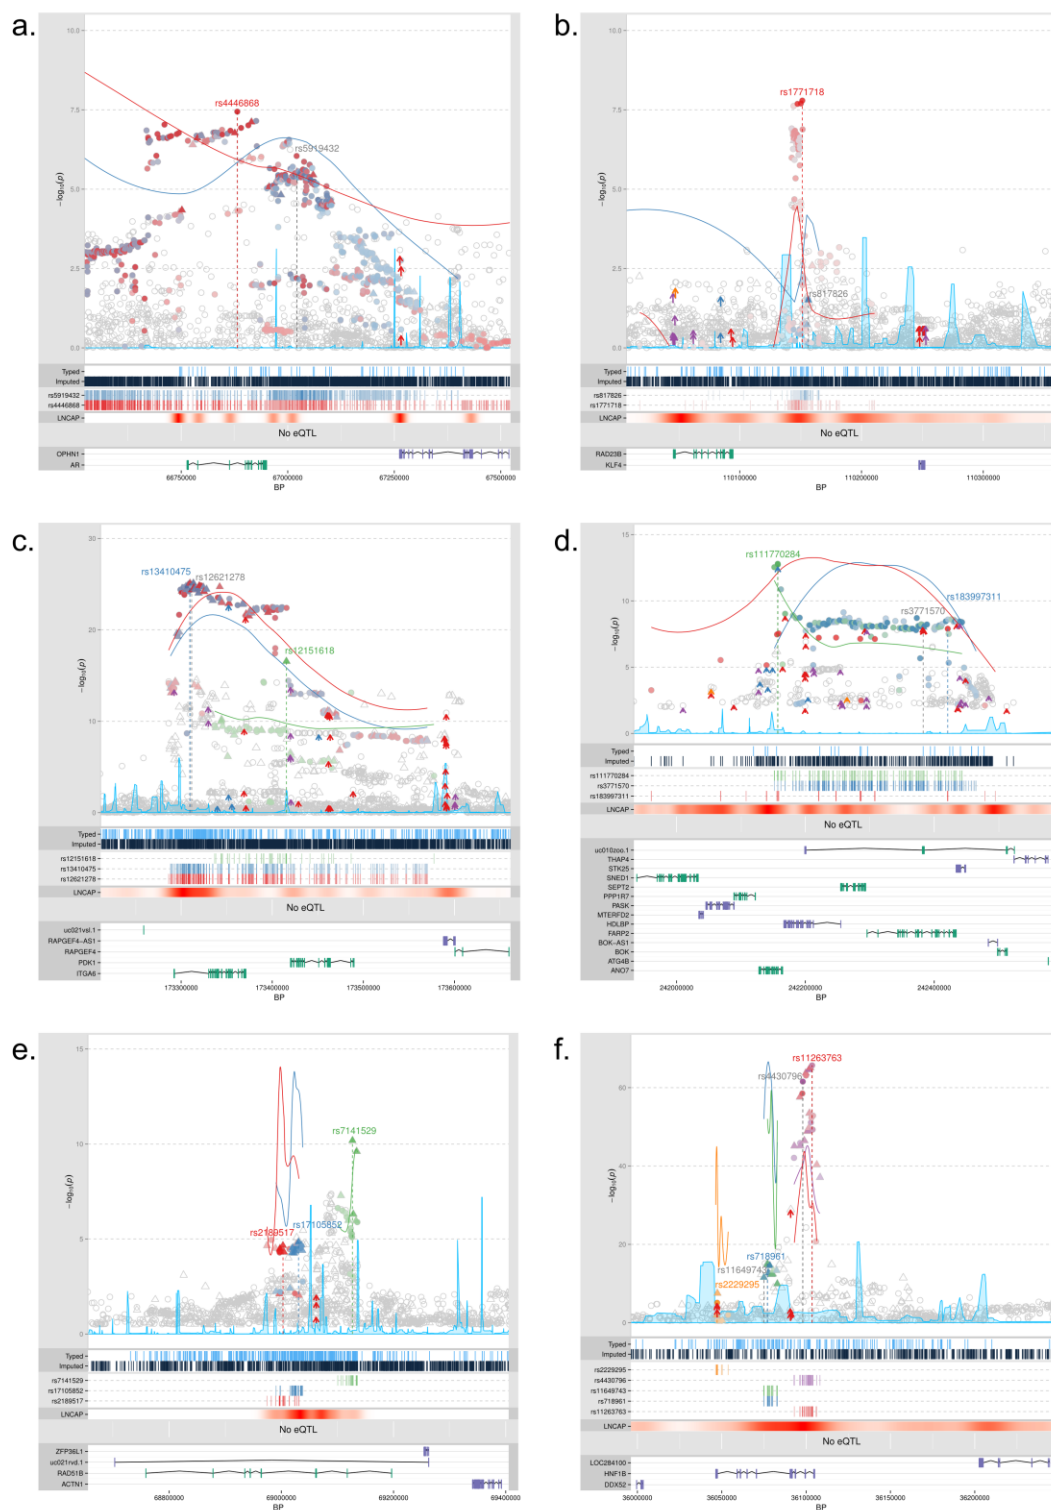 a.
10.0
7.5
5.0
2.5
0.0
−log10(p)
rs4446868
rs5919432
Typed
Imputed
rs5919432
rs4446868
LNCAP
No eQTL
OPHN1
AR
66750000 67000000 67250000 67500000
BP
b.
10.0
7.5
5.0
2.5
0.0
−log10(p)
rs1771718
rs817826
Typed
Imputed
rs817826
rs1771718
LNCAP
No eQTL
RAD23B
KLF4
110100000 110200000 110300000
BP
c.
30
20
10
0
−log10(p)
rs13410475
rs12621278
rs12151618
Typed
Imputed
rs12151618
rs13410475
rs12621278
LNCAP
No eQTL
uc021vsl.1
RAPGEF4-AS1
RAPGEF4
PDK1
ITGA6
173300000 173400000 173500000 173600000
BP
d.
15
10
5
0
−log10(p)
rs111770284
rs183997311
rs3771570
Typed
Imputed
rs111770284
rs3771570
rs183997311
LNCAP
No eQTL
uc010zoo.1
THAP4
STK25
SNED1
SEPT2
PPP1R7
PASK
MTERFD2
HDLBP
FARP2
BOK-AS1
BOK
ATG4B
ANO7
242000000 242200000 242400000
BP
e.
15
10
5
0
−log10(p)
rs7141529
rs17105852
rs2189517
Typed
Imputed
rs7141529
rs17105852
rs2189517
LNCAP
No eQTL
ZFP36L1
uc021rvd.1
RAD51B
ACTN1
68800000 69000000 69200000 69400000
BP
f.
60
40
20
0
−log10(p)
rs11263763
rs4430796
rs718961
rs11649743
rs2229295
Typed
Imputed
rs2229295
rs4430796
rs11649743
rs718961
rs11263763
LNCAP
No eQTL
LOC284100
HNF1B
DDX52
36000000 36050000 36100000 36150000 36200000
BP